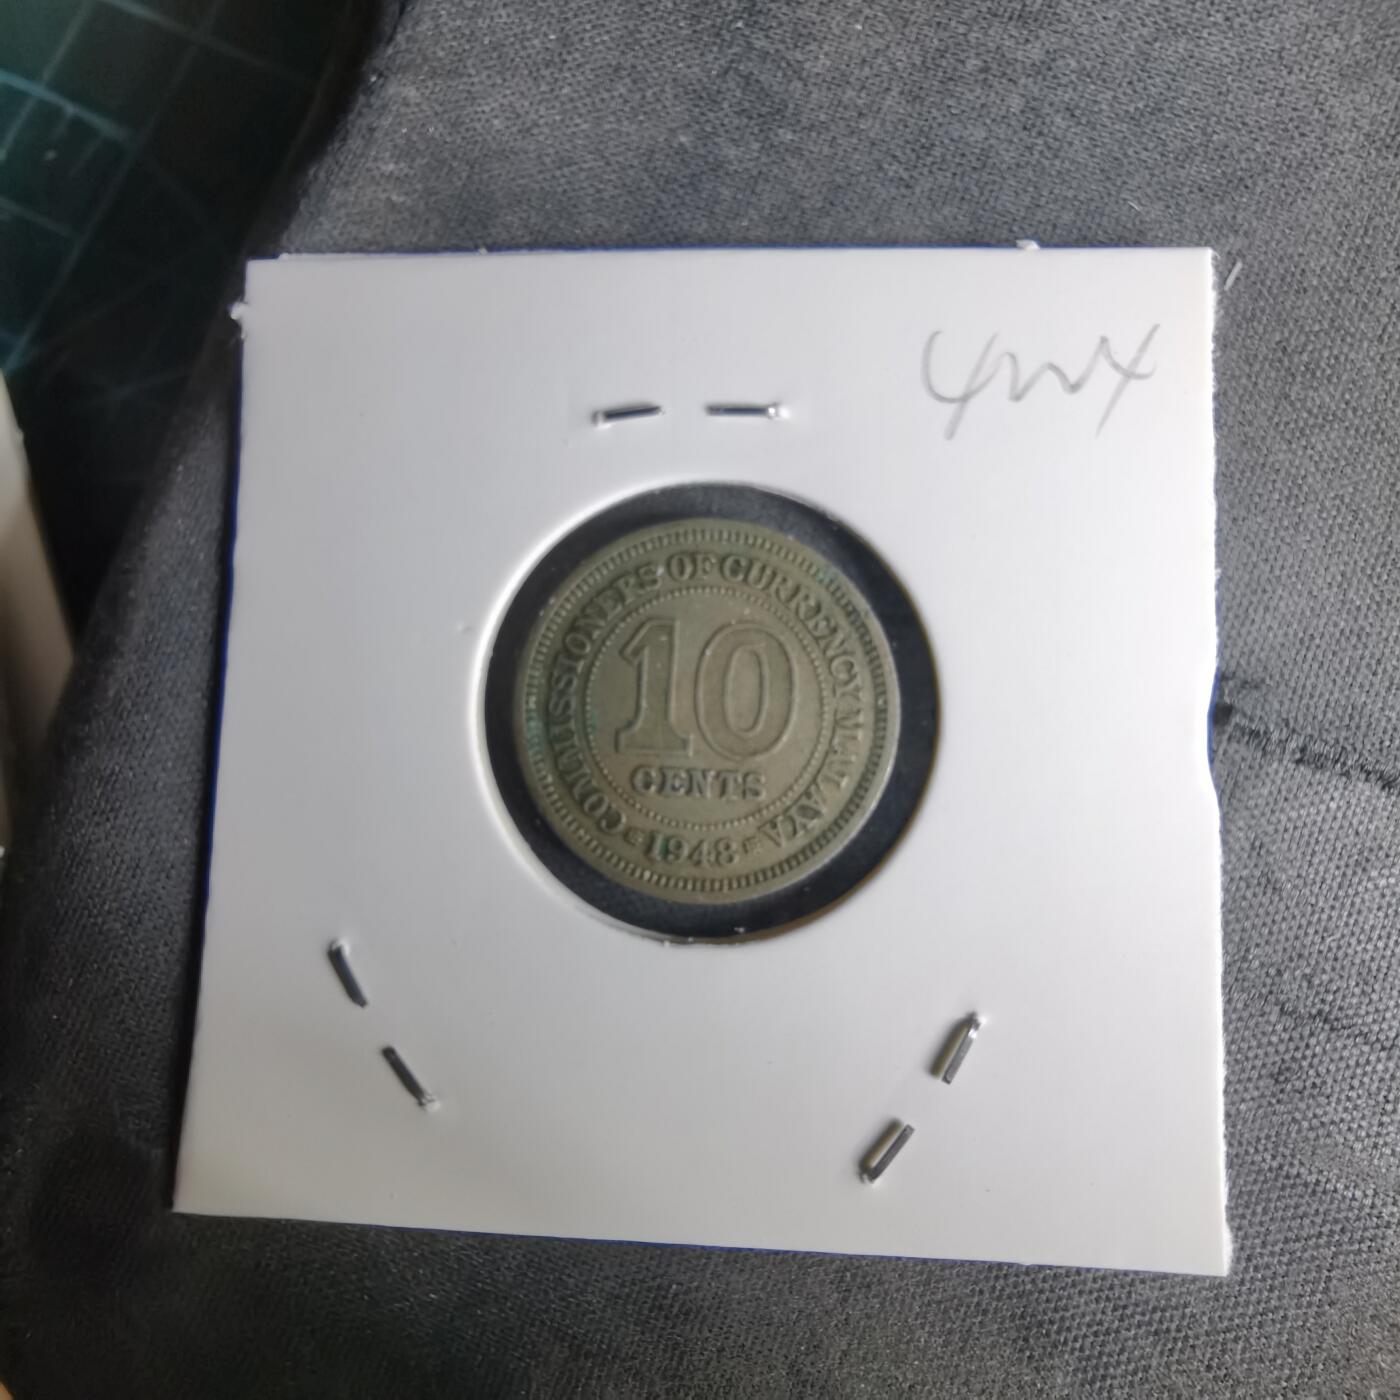 COMMISSIONERS OF CURRENCY MALAYA
10
CENTS
1948